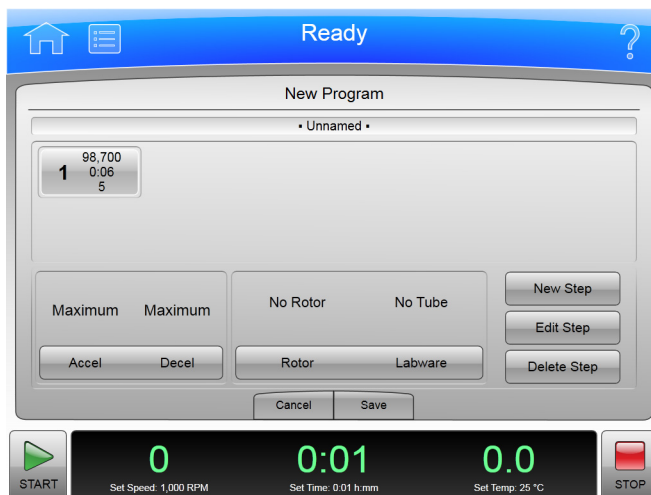 Ready
New Program
▪ Unnamed ▪
1
98,700
0:06
5
Maximum Maximum
Accel Decel
No Rotor No Tube
Rotor Labware
New Step
Edit Step
Delete Step
Cancel Save
START
0
Set Speed: 1,000 RPM
0:01
Set Time: 0:01 h:mm
0.0
Set Temp: 25 °C
STOP